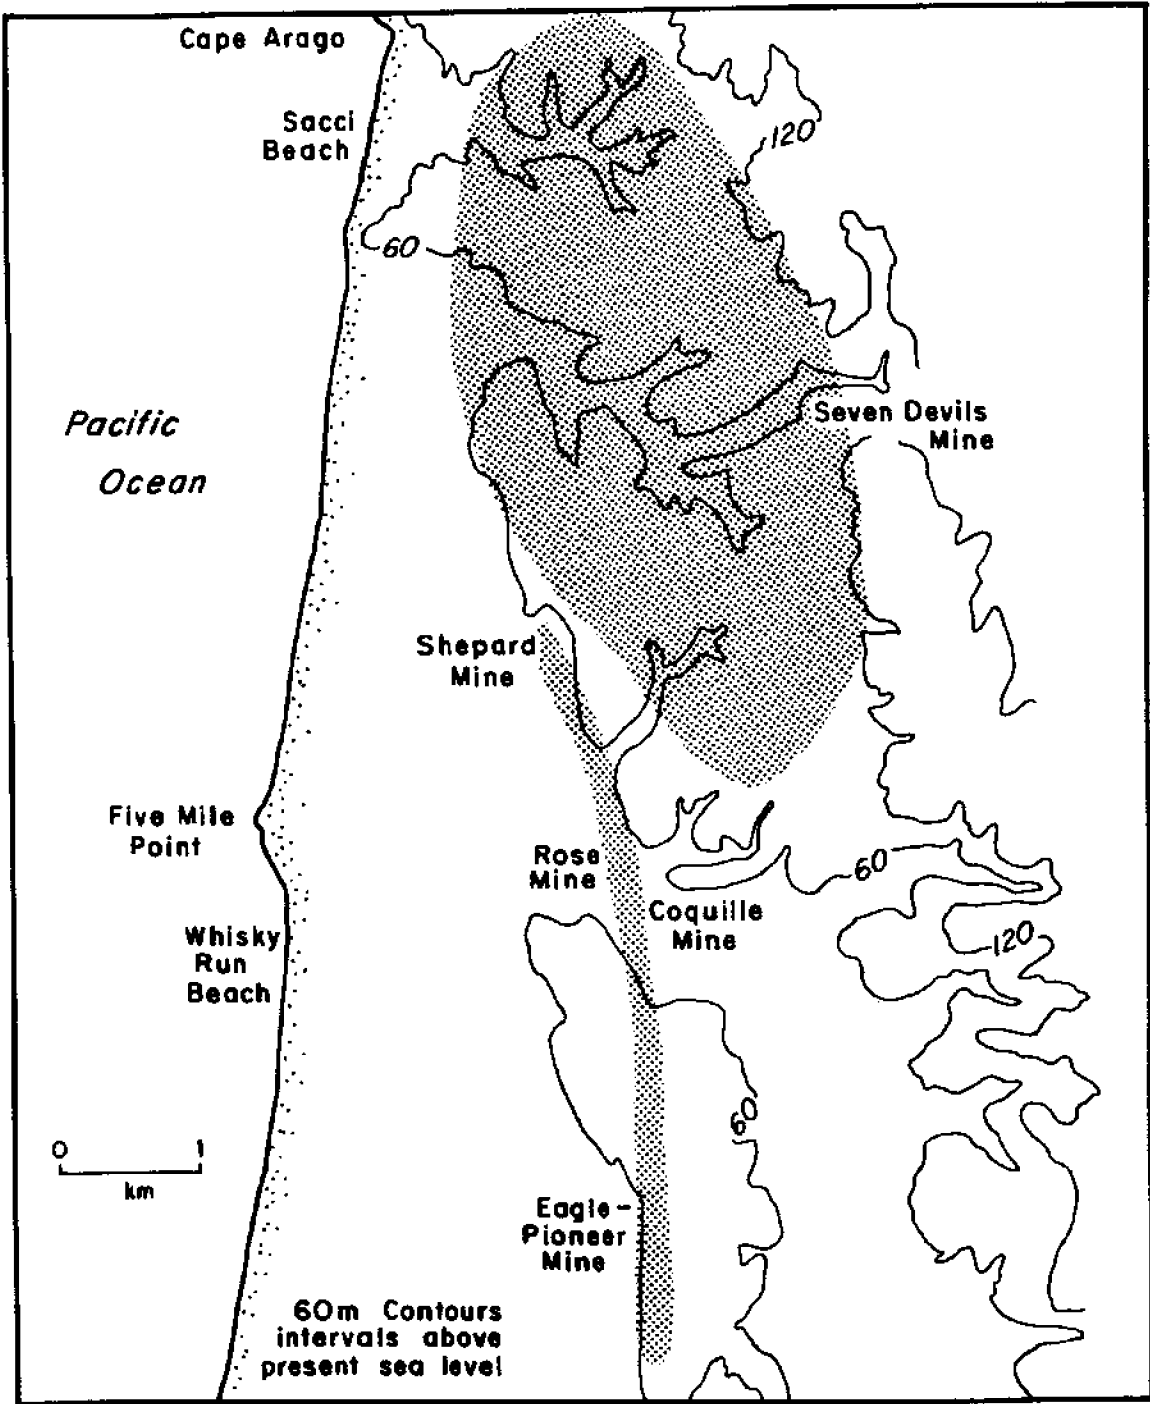 Cape Arago
Sacci
Beach
120
60
Pacific
Ocean
Seven Devils
Mine
Shepard
Mine
Five Mile
Point
Rose
Mine
60
Coquille
Mine
Whisky
Run
Beach
120
60
0 1
km
Eagle-
Pioneer
Mine
60m Contours
intervals above
present sea level